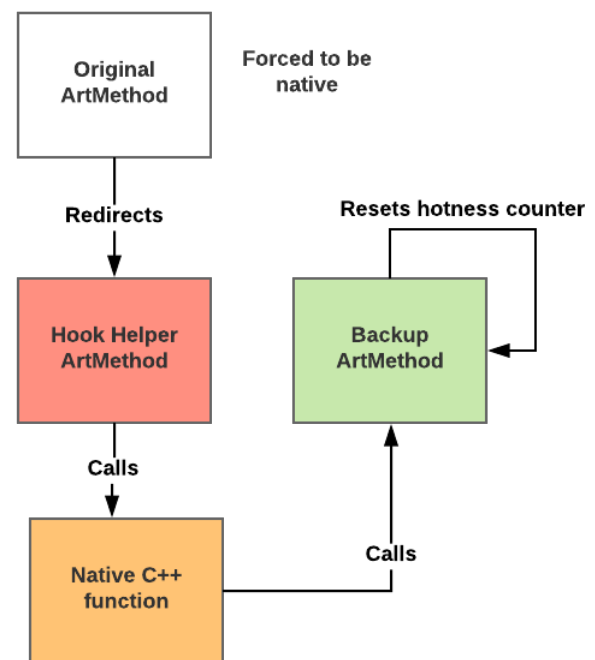 Original
ArtMethod
Forced to be
native
Redirects
Resets hotness counter
Hook Helper
ArtMethod
Backup
ArtMethod
Calls
Calls
Native C++
function